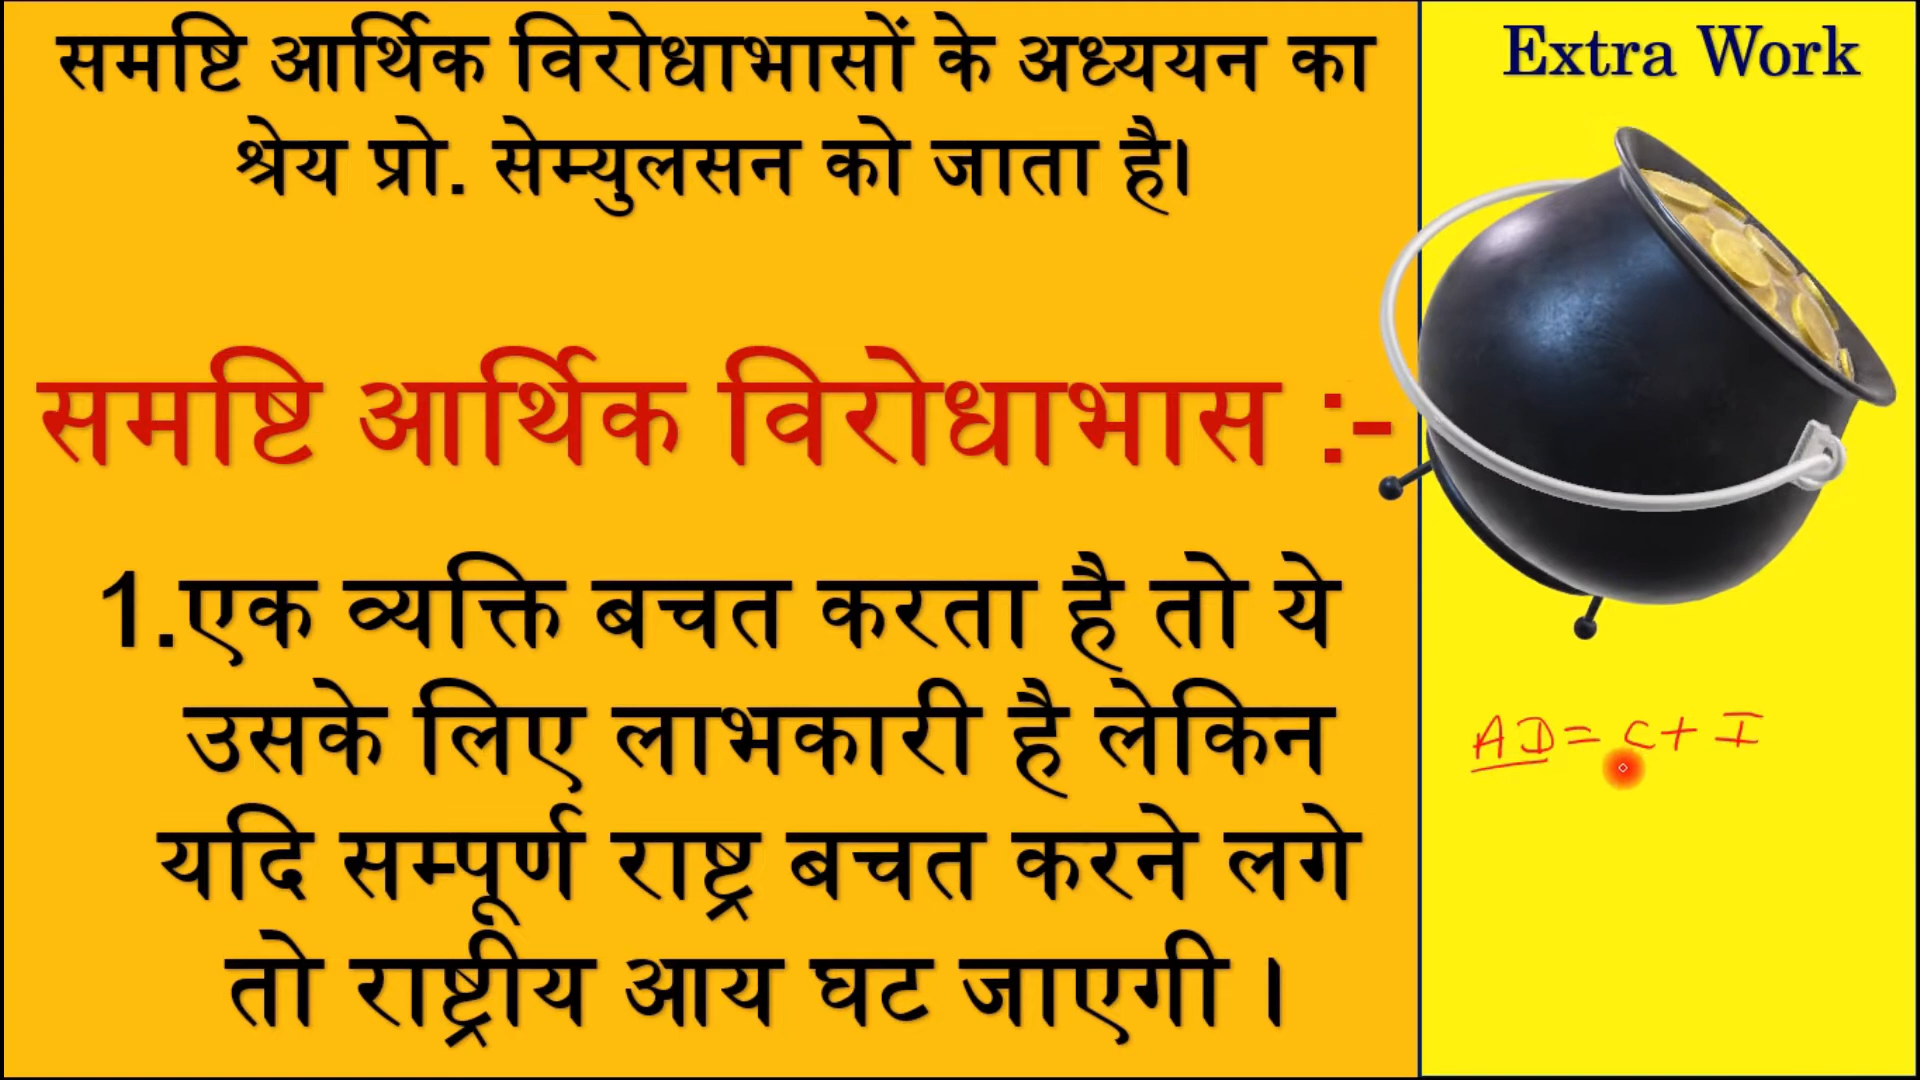 समष्टि आर्थिक विरोधाभासों के अध्ययन का
श्रेय प्रो. सेम्युलसन को जाता है।
समष्टि आर्थिक विरोधाभास :-
1.एक व्यक्ति बचत करता है तो ये
उसके लिए लाभकारी है लेकिन
यदि सम्पूर्ण राष्ट्र बचत करने लगे
तो राष्ट्रीय आय घट जाएगी ।
Extra Work
AD = C + I